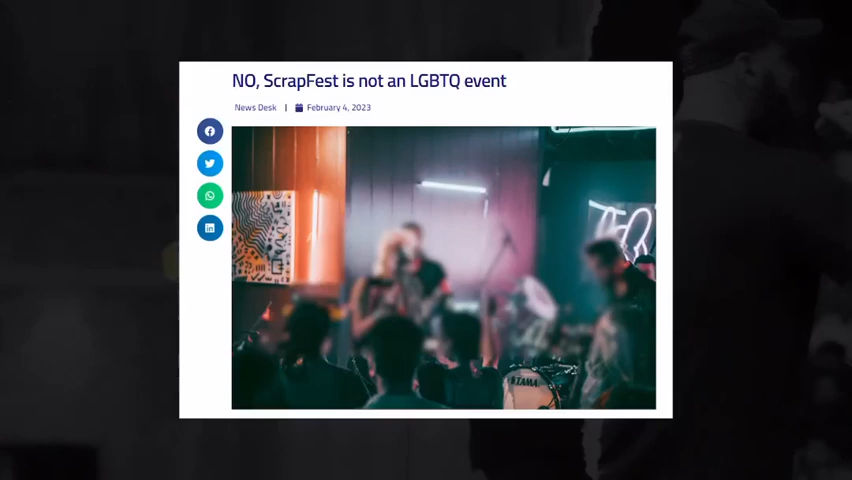 NO, ScrapFest is not an LGBTQ event
News Desk | February 4, 2023
TAMA